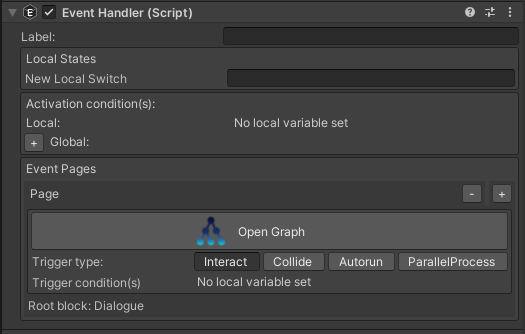 Event Handler (Script)
Label:
Local States
New Local Switch
Activation condition(s):
Local: No local variable set
+ Global:
Event Pages
Page - +
Open Graph
Trigger type: Interact Collide Autorun ParallelProcess
Trigger condition(s) No local variable set
Root block: Dialogue